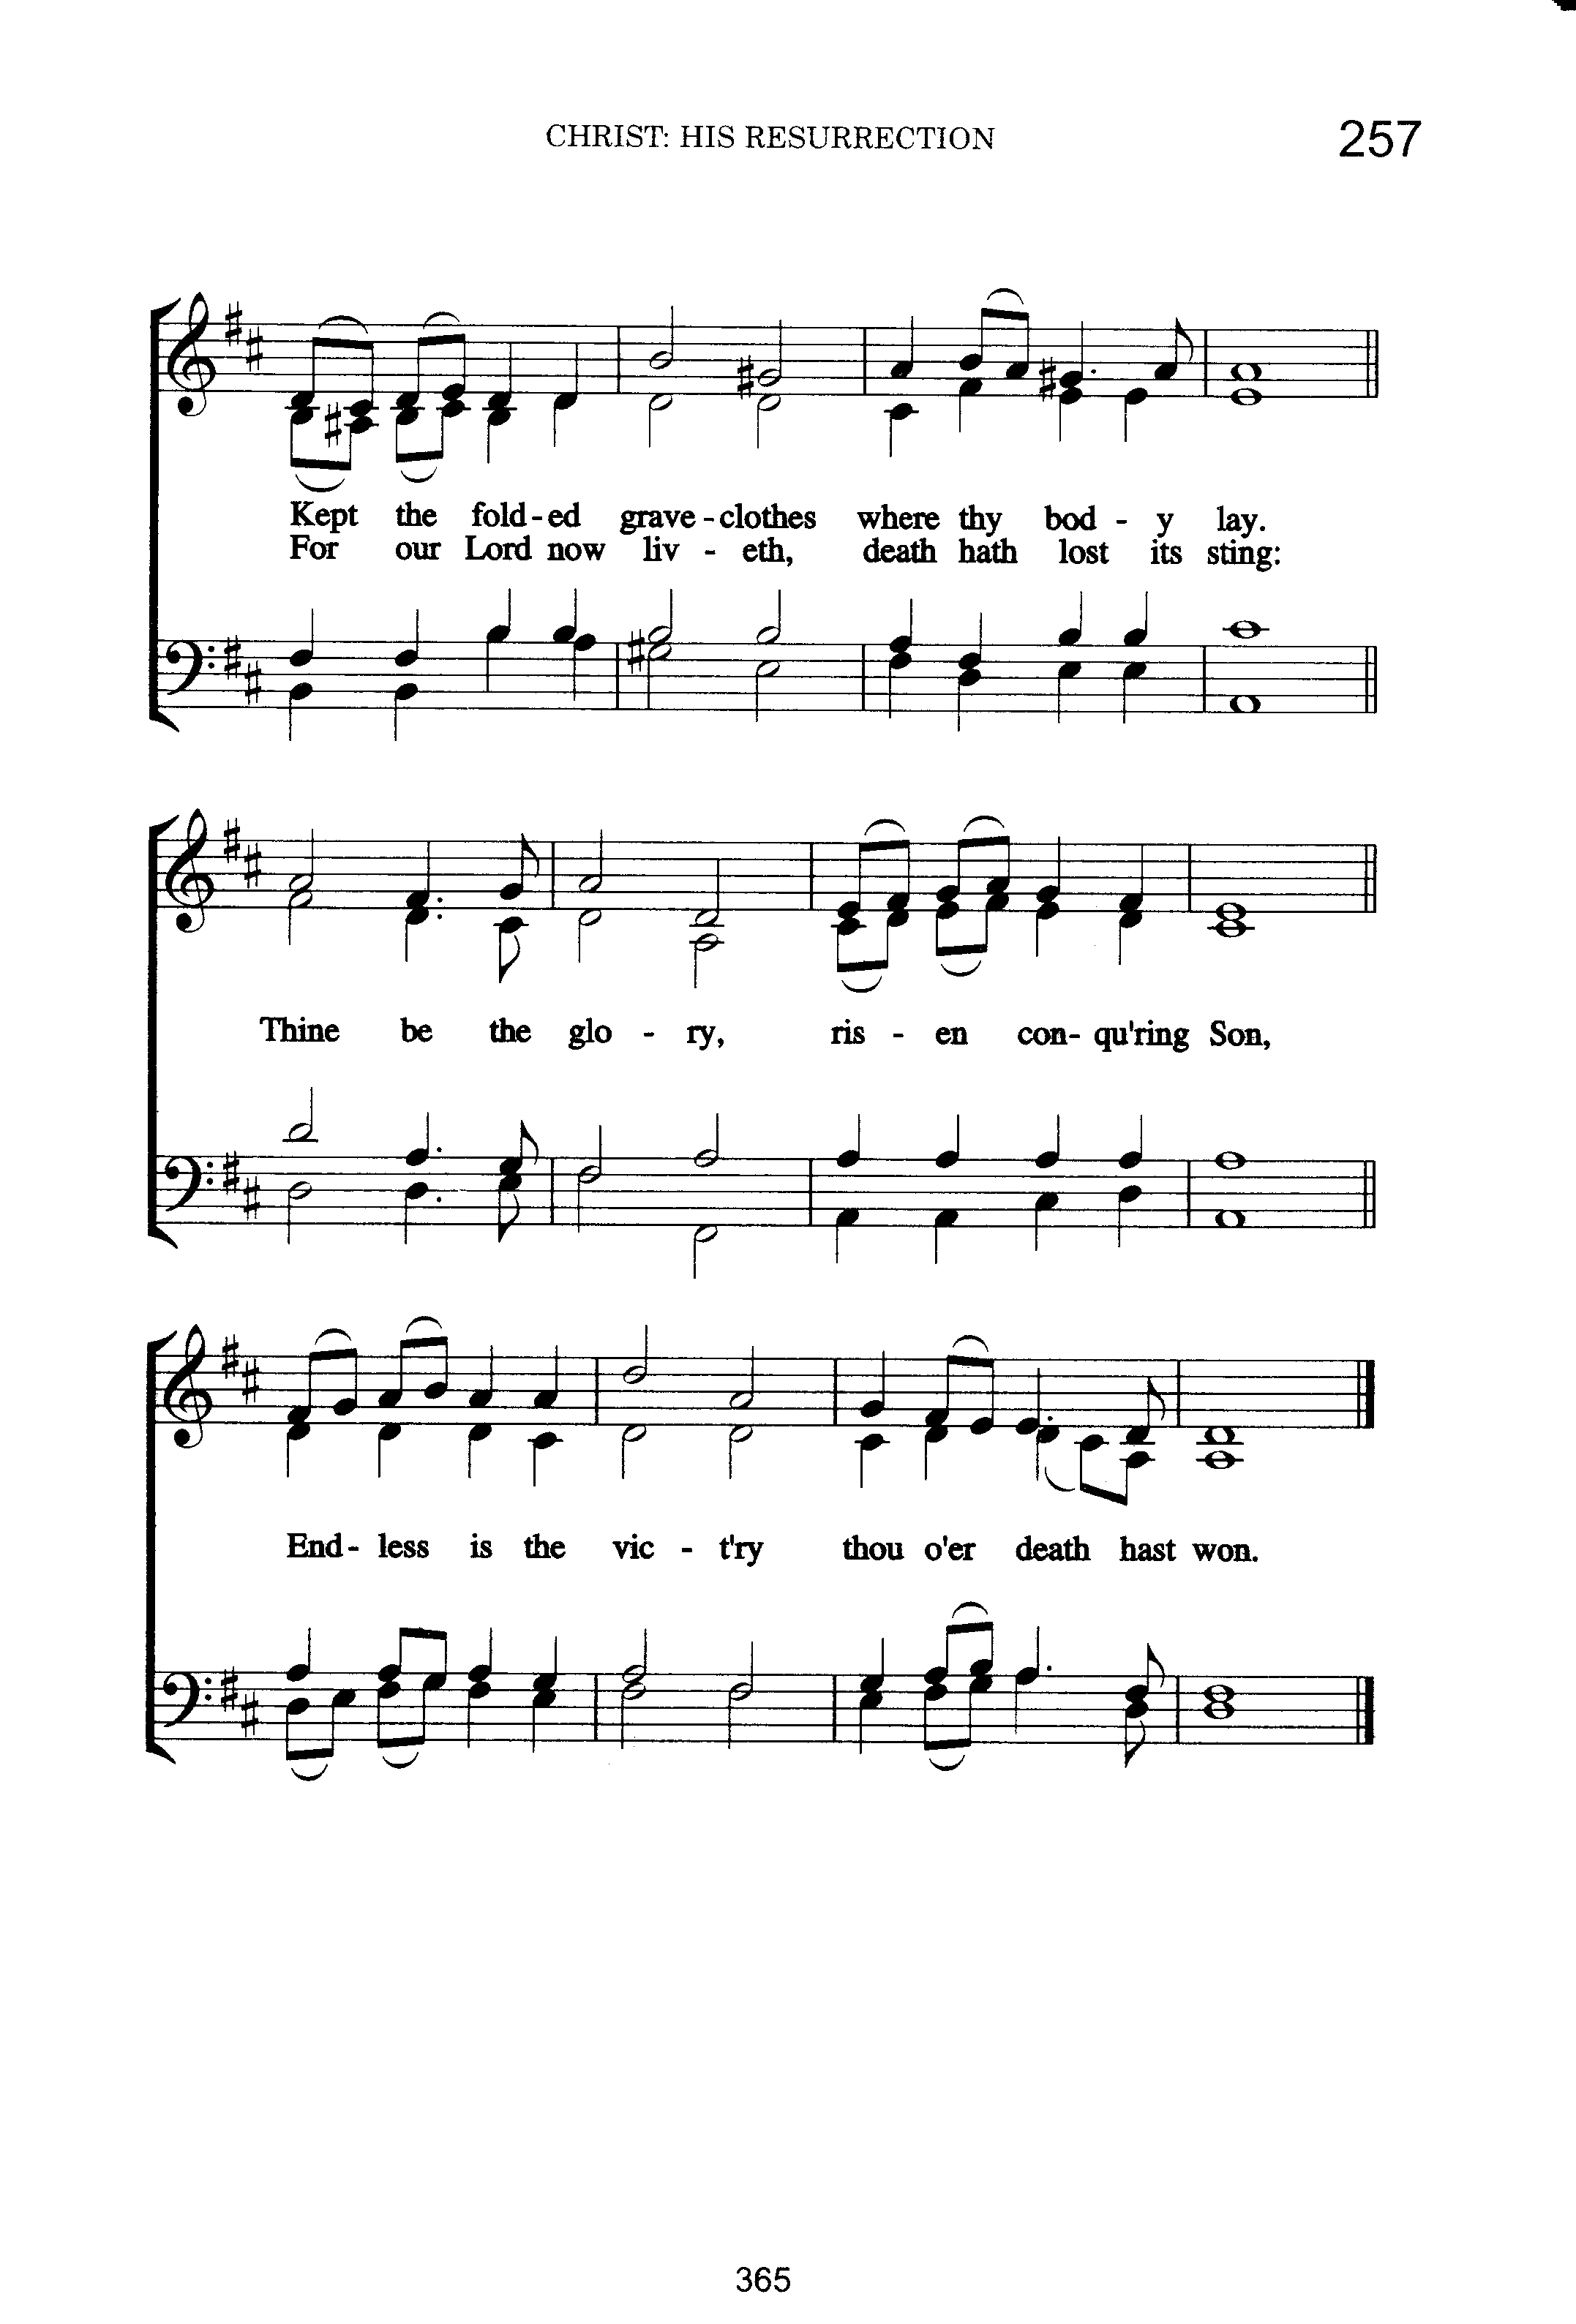 CHRIST: HIS RESURRECTION
257
Kept the fold-ed grave-clothes where thy bod - y lay.
For our Lord now liv - eth, death hath lost its sting:
Thine be the glo - ry, ris - en con- qu'ring Son,
End- less is the vic - t'ry thou o'er death hast won.
365